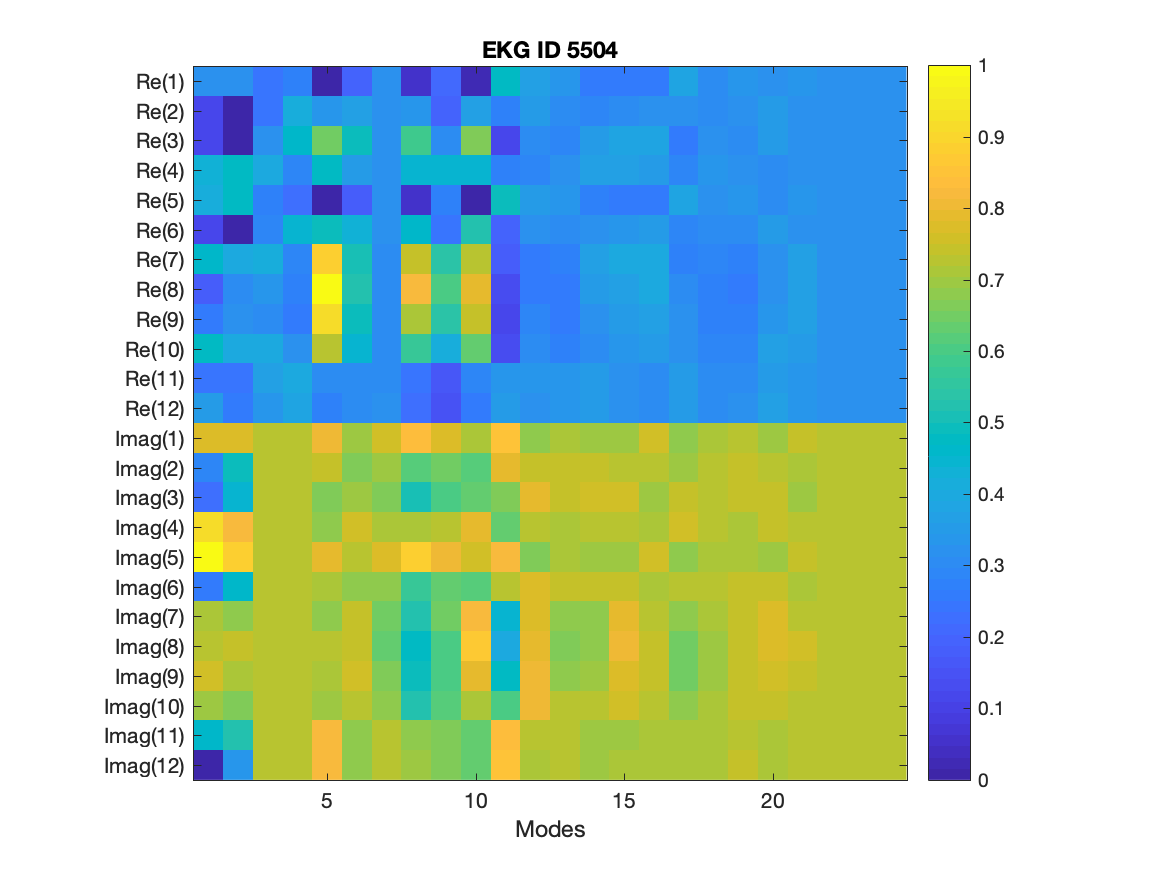 EKG ID 5504
Re(1)
Re(2)
Re(3)
Re(4)
Re(5)
Re(6)
Re(7)
Re(8)
Re(9)
Re(10)
Re(11)
Re(12)
Imag(1)
Imag(2)
Imag(3)
Imag(4)
Imag(5)
Imag(6)
Imag(7)
Imag(8)
Imag(9)
Imag(10)
Imag(11)
Imag(12)
5 10 15 20
Modes
1
0.9
0.8
0.7
0.6
0.5
0.4
0.3
0.2
0.1
0